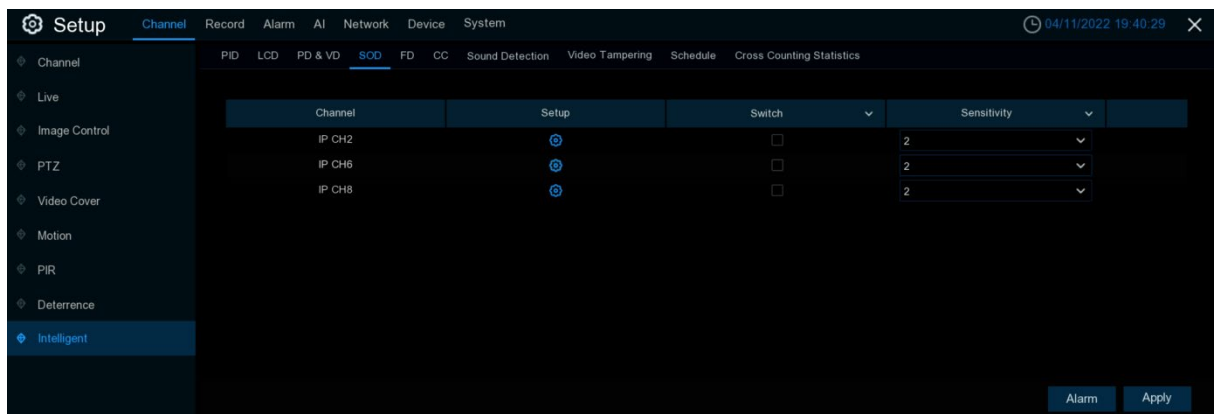 Setup Channel Record Alarm AI Network Device System 04/11/2022 19:40:29
PID LCD PD & VD SOD FD CC Sound Detection Video Tampering Schedule Cross Counting Statistics
Channel
Live
Image Control
PTZ
Video Cover
Motion
PIR
Deterrence
Intelligent
Channel Setup Switch Sensitivity
IP CH2 2
IP CH6 2
IP CH8 2
Alarm Apply